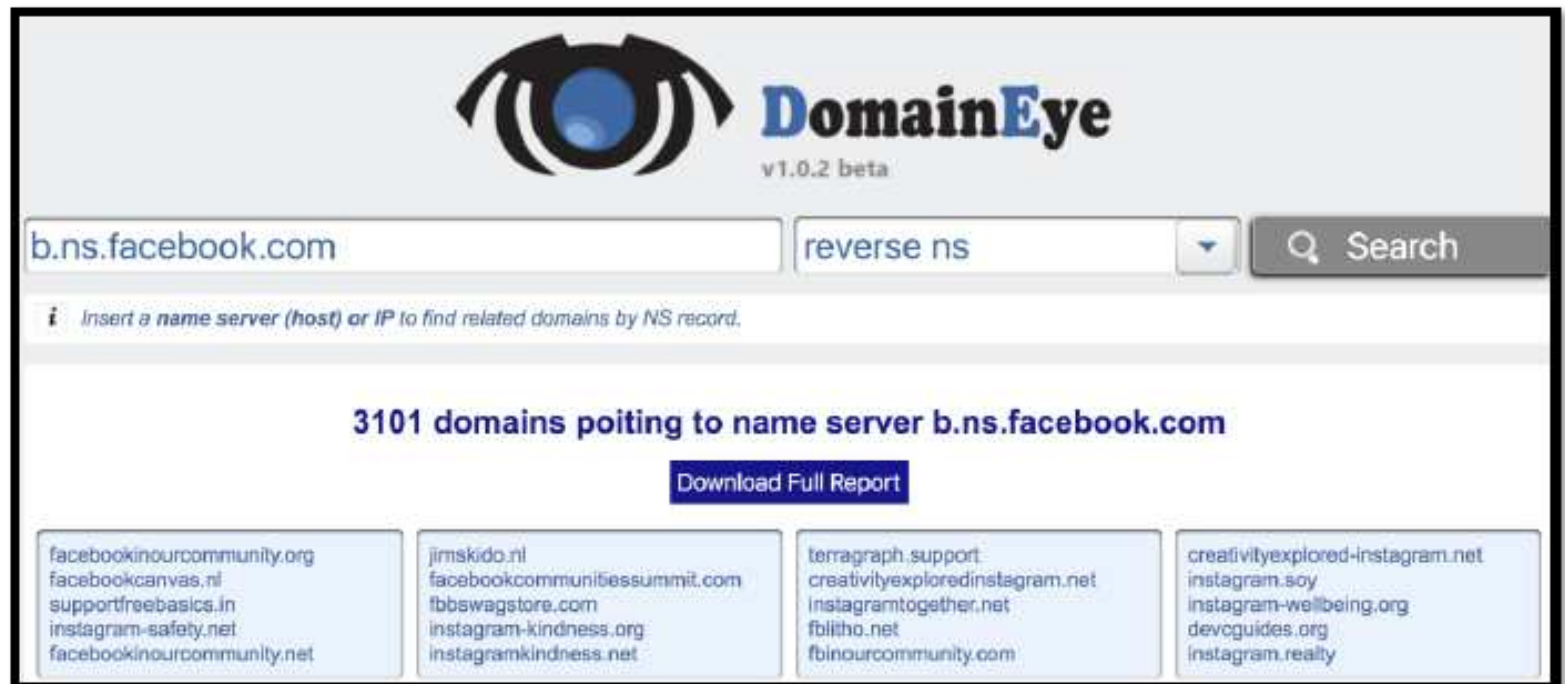 DomainEye
v1.0.2 beta
b.ns.facebook.com
reverse ns
Search
i Insert a name server (host) or IP to find related domains by NS record.
3101 domains poiting to name server b.ns.facebook.com
Download Full Report
facebookinourcommunity.org
facebookcanvas.nl
supportfreebasics.in
instagram-safety.net
facebookinourcommunity.net
jimskido.nl
facebookcommunitiessummit.com
fbbswagstore.com
instagram-kindness.org
instagramkindness.net
terragraph.support
creativityexploredinstagram.net
instagramtogether.net
fblitho.net
fbinourcommunity.com
creativityexplored-instagram.net
instagram.soy
instagram-wellbeing.org
devcguides.org
instagram.realty